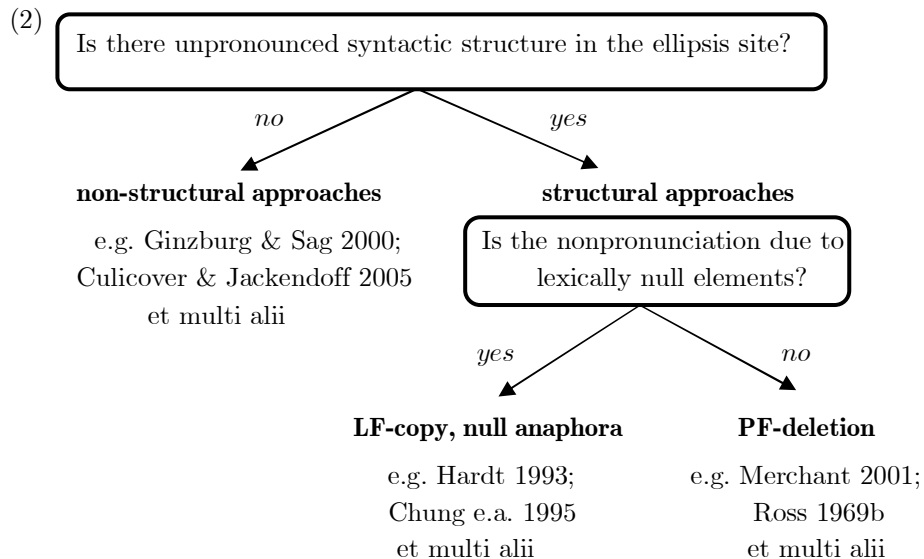 (2)
Is there unpronounced syntactic structure in the ellipsis site?
no
yes
non-structural approaches
e.g. Ginzburg & Sag 2000;
Culicover & Jackendoff 2005
et multi alii
structural approaches
Is the nonpronunciation due to
lexically null elements?
yes
no
LF-copy, null anaphora
e.g. Hardt 1993;
Chung e.a. 1995
et multi alii
PF-deletion
e.g. Merchant 2001;
Ross 1969b
et multi alii